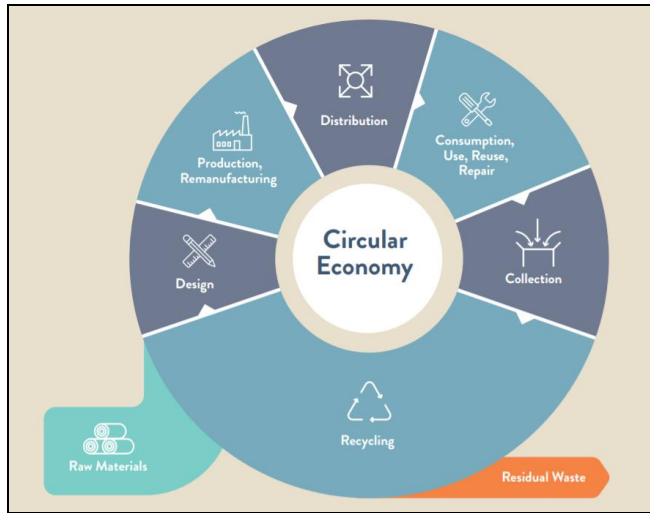 Circular
Economy
Distribution
Consumption,
Use, Reuse,
Repair
Collection
Recycling
Residual Waste
Raw Materials
Design
Production,
Remanufacturing